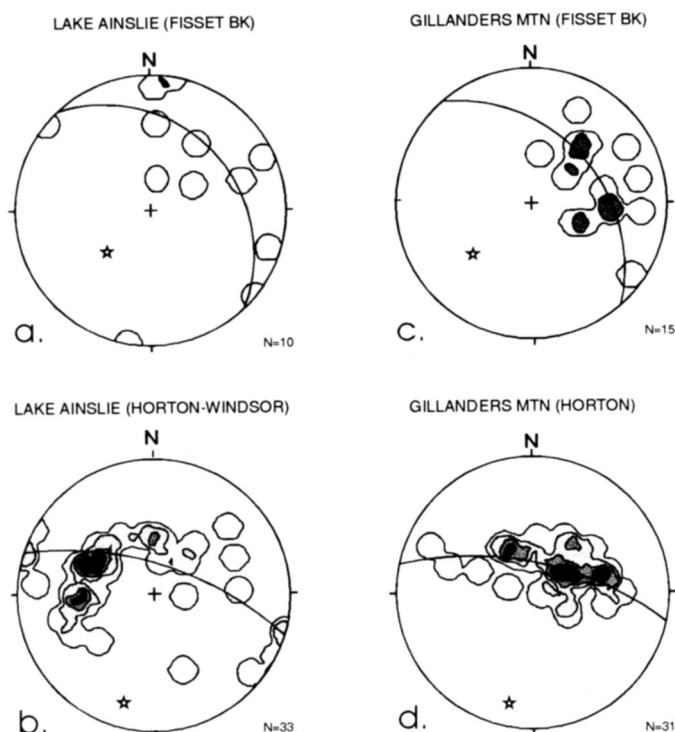 LAKE AINSLIE (FISSET BK)
N
a.
N=10
GILLANDERS MTN (FISSET BK)
N
c.
N=15
LAKE AINSLIE (HORTON-WINDSOR)
N
b.
N=33
GILLANDERS MTN (HORTON)
N
d.
N=31